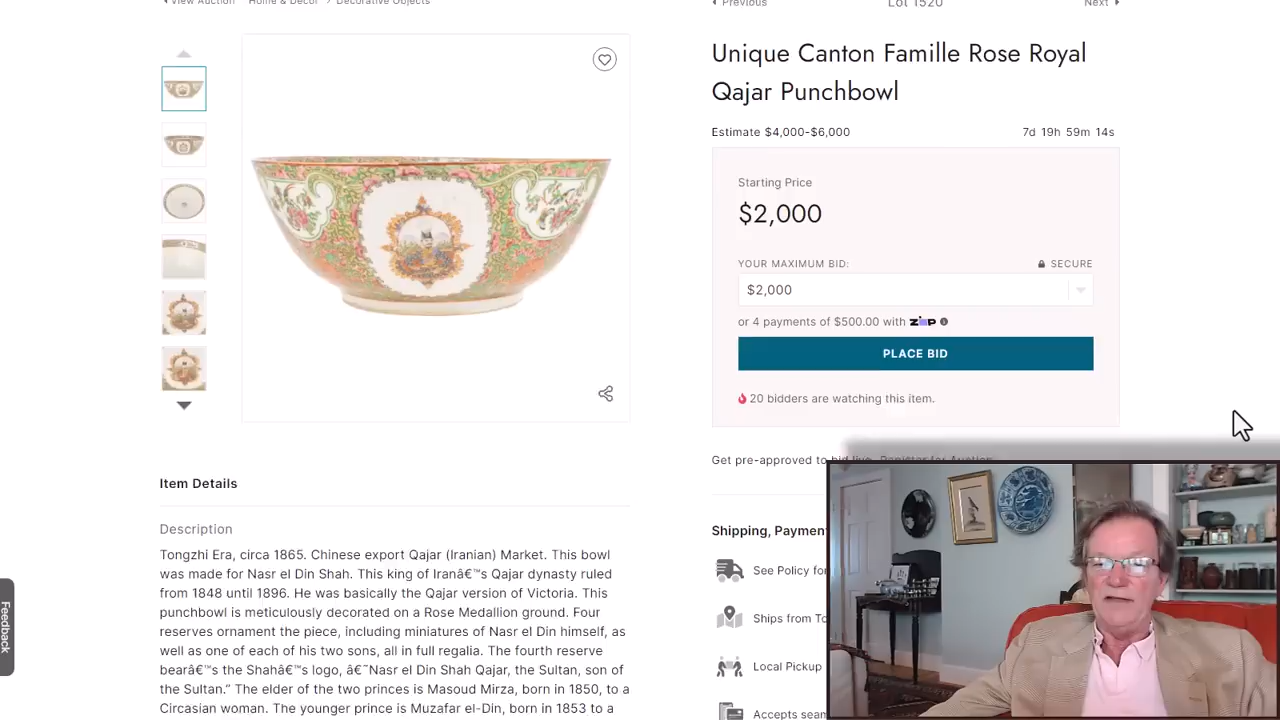 View Auction Home & Décor Decorative Objects
Previous Lot 1520 Next
Unique Canton Famille Rose Royal
Qajar Punchbowl
Estimate $4,000-$6,000 7d 19h 59m 14s
Starting Price
$2,000
YOUR MAXIMUM BID: SECURE
$2,000
or 4 payments of $500.00 with ZIP
PLACE BID
20 bidders are watching this item.
Get pre-approved to bid live. Register for Auction
Item Details
Description
Tongzhi Era, circa 1865. Chinese export Qajar (Iranian) Market. This bowl
was made for Nasr el Din Shah. This king of Iranâ€™s Qajar dynasty ruled
from 1848 until 1896. He was basically the Qajar version of Victoria. This
punchbowl is meticulously decorated on a Rose Medallion ground. Four
reserves ornament the piece, including miniatures of Nasr el Din himself, as
well as one of each of his two sons, all in full regalia. The fourth reserve
bearâ€™s the Shahâ€™s logo, â€˜Nasr el Din Shah Qajar, the Sultan, son of
the Sultan.” The elder of the two princes is Masoud Mirza, born in 1850, to a
Circasian woman. The younger prince is Muzafar el-Din, born in 1853 to a
Shipping, Paymen
See Policy for
Ships from To
Local Pickup
Accepts seam
Feedback